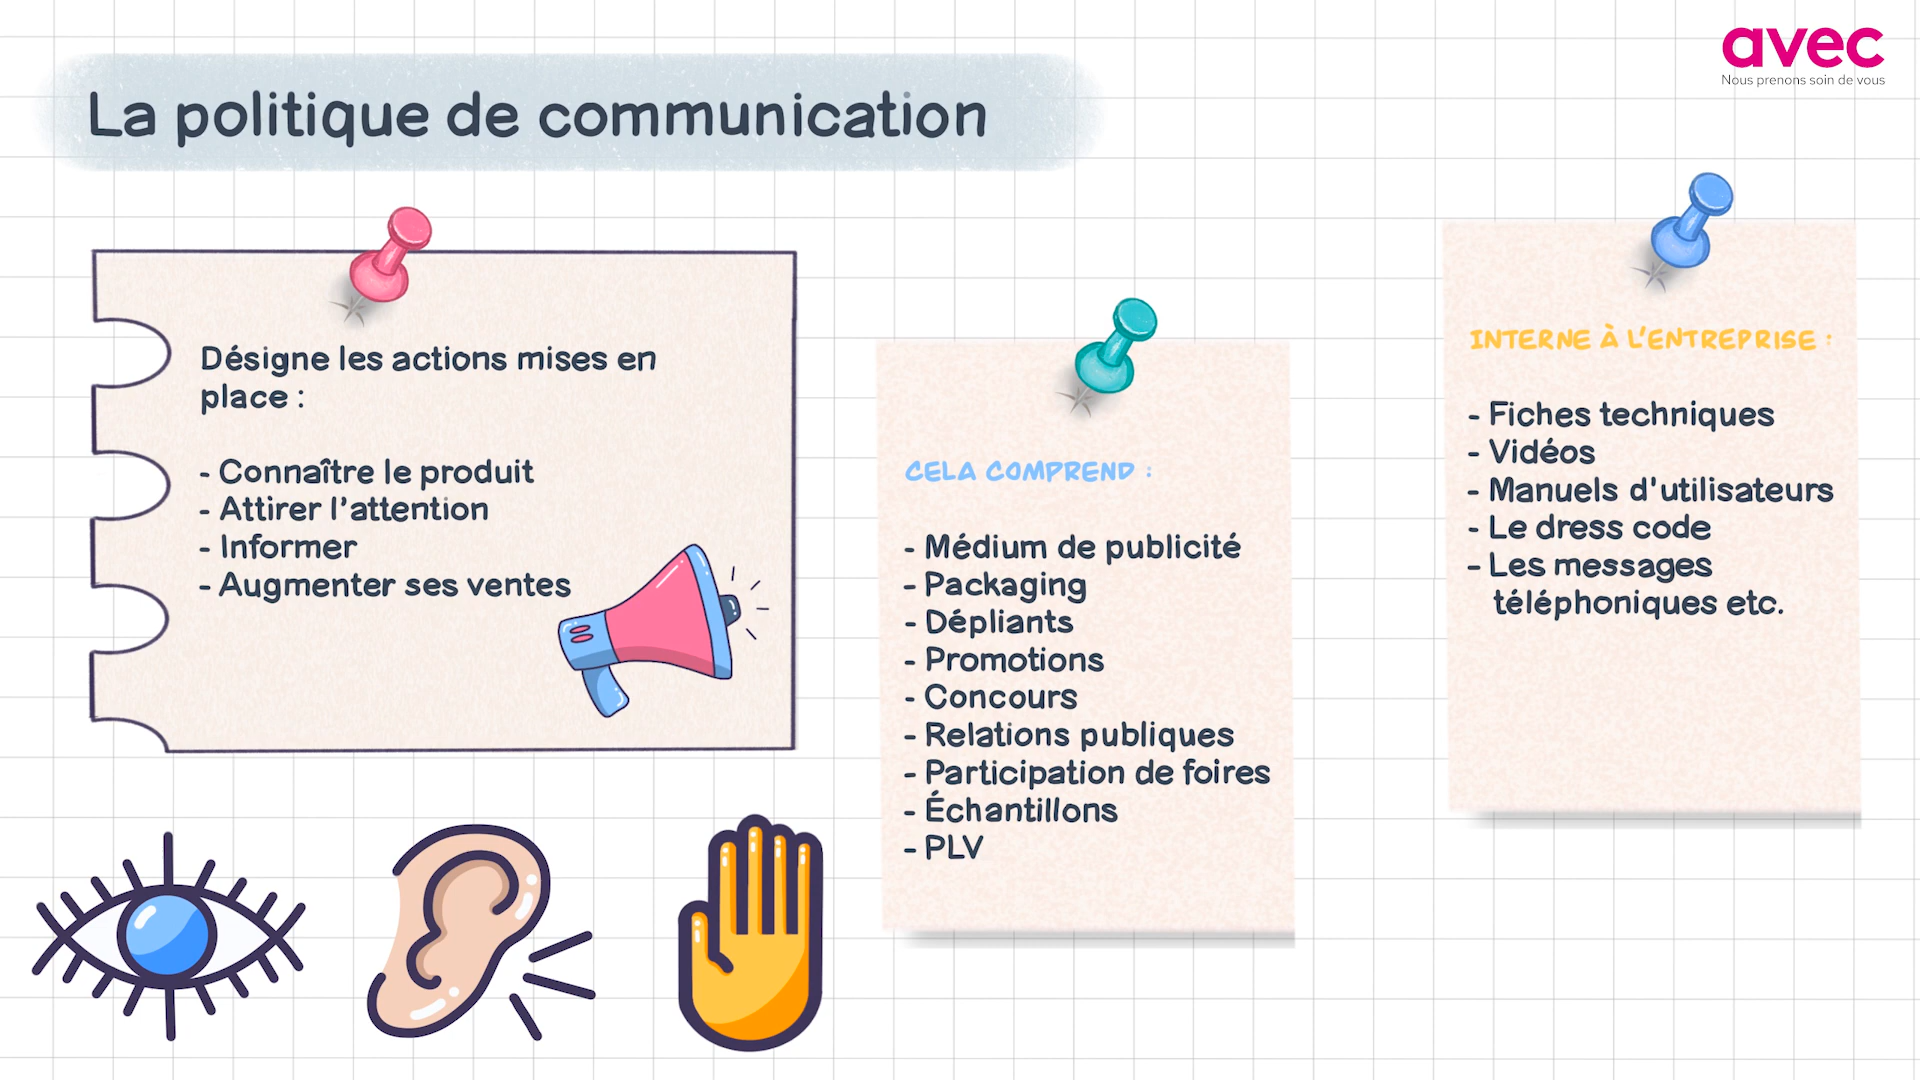 avec
Nous prenons soin de vous
La politique de communication
Désigne les actions mises en
place :
- Connaître le produit
- Attirer l'attention
- Informer
- Augmenter ses ventes
CELA COMPREND :
- Médium de publicité
- Packaging
- Dépliants
- Promotions
- Concours
- Relations publiques
- Participation de foires
- Échantillons
- PLV
INTERNE À L'ENTREPRISE :
- Fiches techniques
- Vidéos
- Manuels d'utilisateurs
- Le dress code
- Les messages
téléphoniques etc.